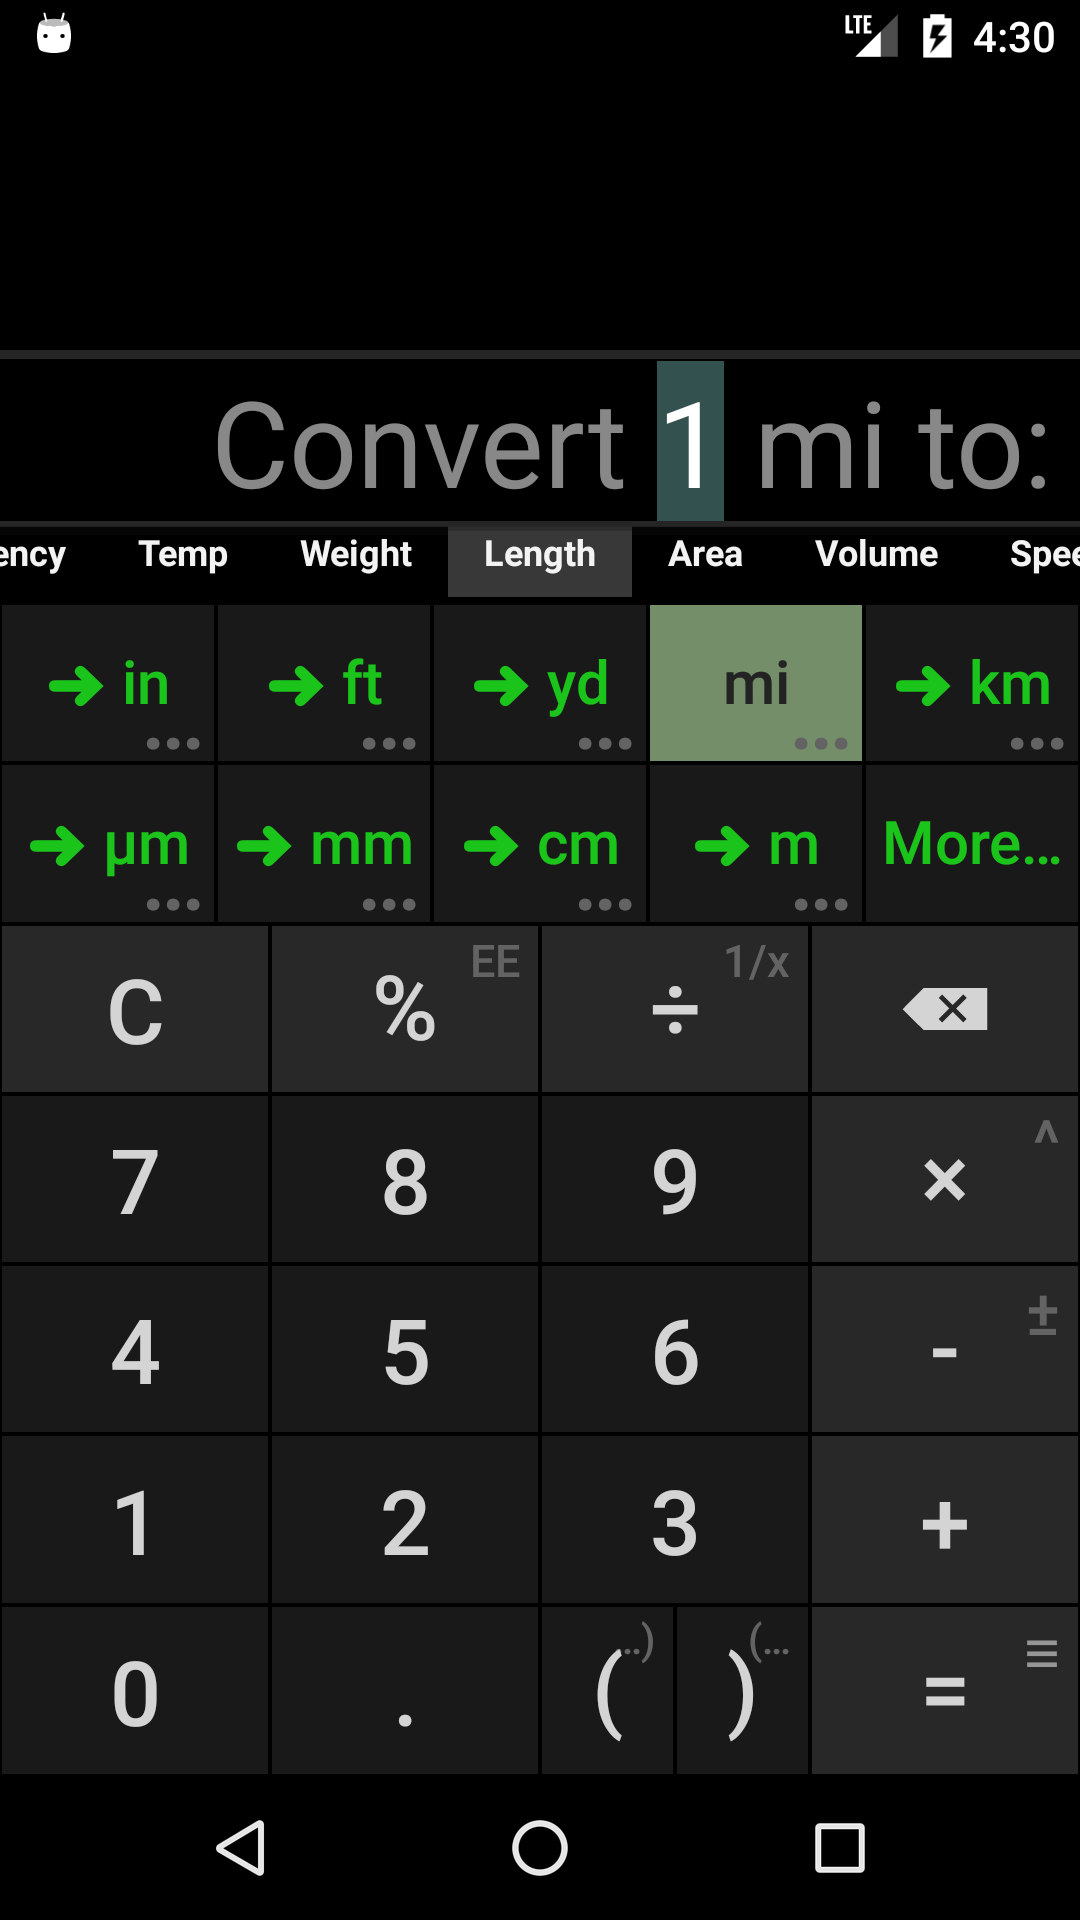 LTE 4:30
Convert 1 mi to:
ency Temp Weight Length Area Volume Spee
➔ in ➔ ft ➔ yd mi ➔ km
➔ µm ➔ mm ➔ cm ➔ m More...
C % EE ÷ 1/x
7 8 9 × ^
4 5 6 - ±
1 2 3 +
0 . ( ..) ) (... =